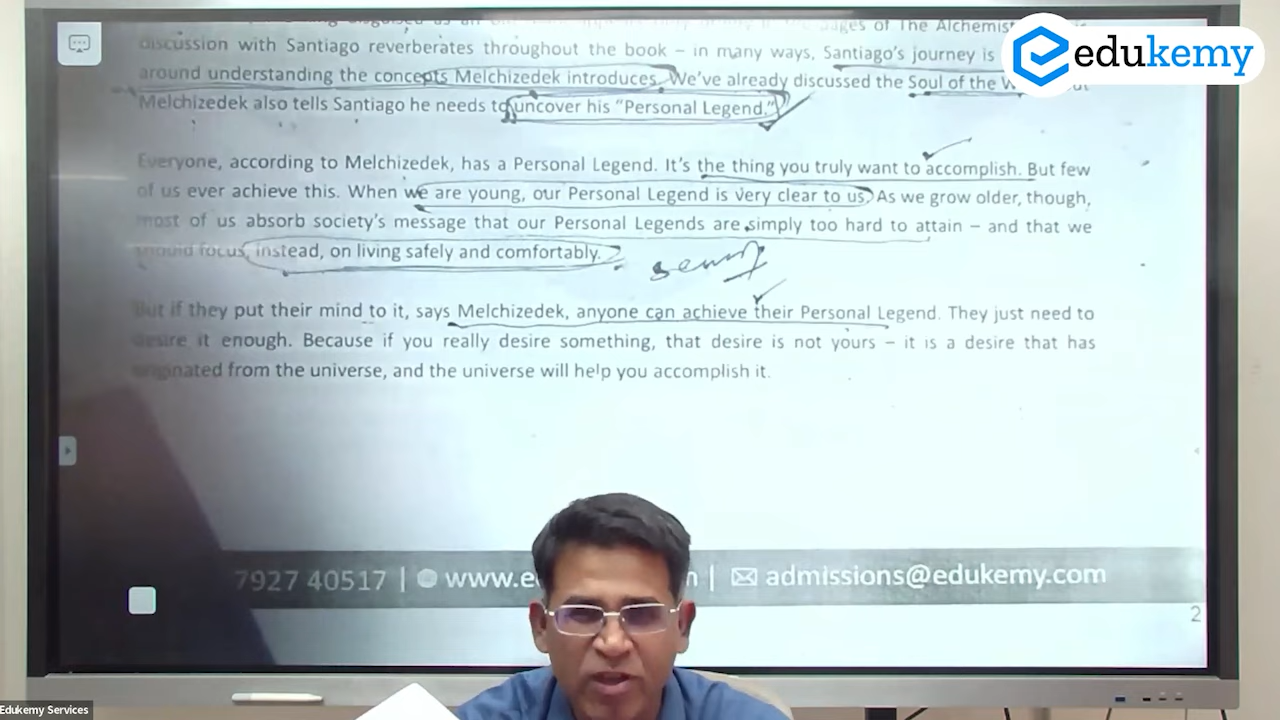 ages of The Alchemist
edukemy
discussion with Santiago reverberates throughout the book – in many ways, Santiago's journey is
around understanding the concepts Melchizedek introduces. We've already discussed the Soul of the
Melchizedek also tells Santiago he needs to uncover his "Personal Legend."
Everyone, according to Melchizedek, has a Personal Legend. It's the thing you truly want to accomplish. But few
of us ever achieve this. When we are young, our Personal Legend is very clear to us. As we grow older, though,
most of us absorb society's message that our Personal Legends are simply too hard to attain – and that we
should focus, instead, on living safely and comfortably.
But if they put their mind to it, says Melchizedek, anyone can achieve their Personal Legend. They just need to
desire it enough. Because if you really desire something, that desire is not yours – it is a desire that has
originated from the universe, and the universe will help you accomplish it.
7927 40517 | www.e | admissions@edukemy.com
2
Edukemy Services